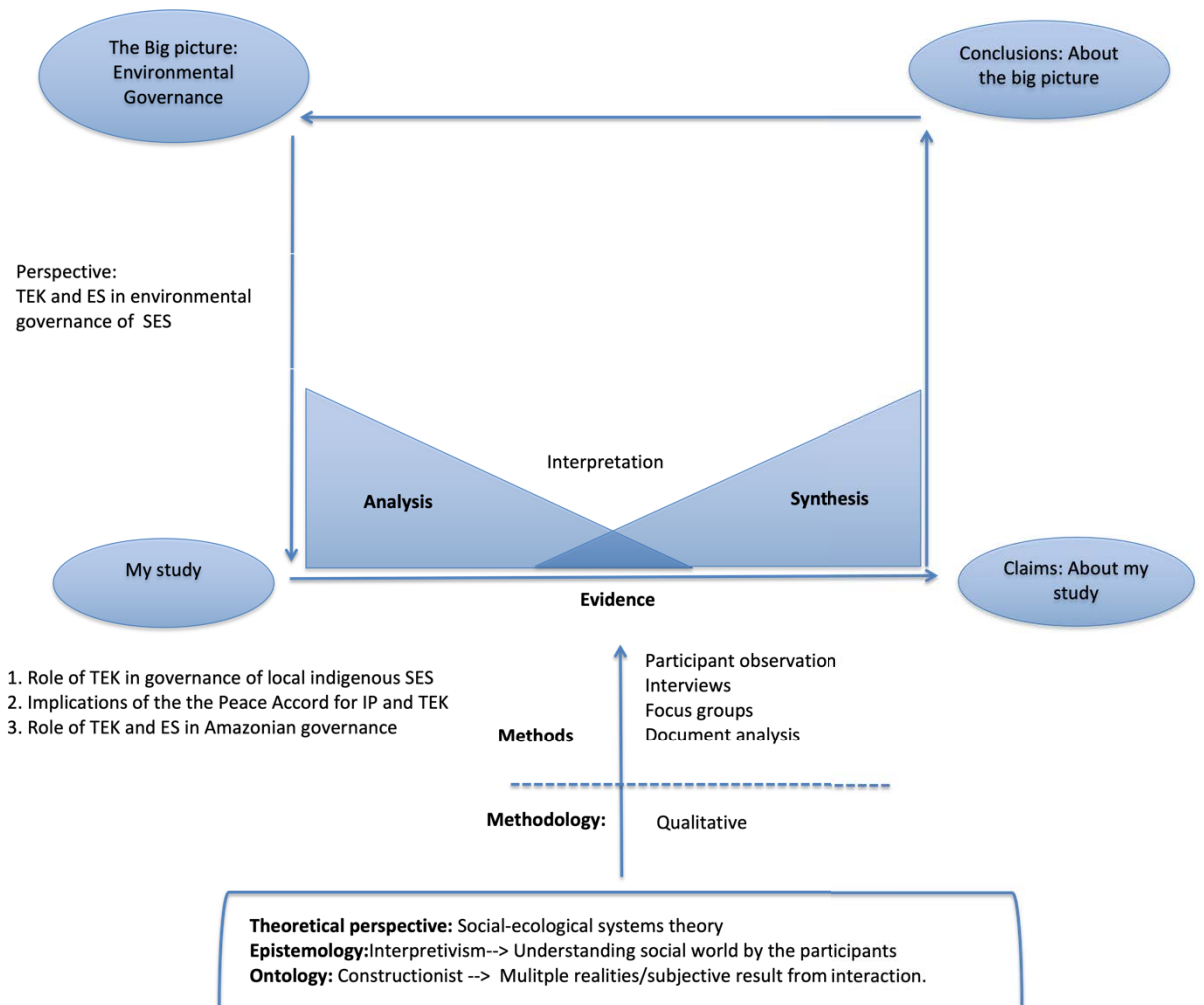 The Big picture:
Environmental
Governance
Conclusions: About
the big picture
Perspective:
TEK and ES in environmental
governance of SES
Interpretation
Analysis
Synthesis
My study
Claims: About my
study
Evidence
1. Role of TEK in governance of local indigenous SES
2. Implications of the the Peace Accord for IP and TEK
3. Role of TEK and ES in Amazonian governance
Participant observation
Interviews
Focus groups
Document analysis
Methods
Methodology:
Qualitative
Theoretical perspective: Social-ecological systems theory
Epistemology:Interpretivism--> Understanding social world by the participants
Ontology: Constructionist --> Mulitple realities/subjective result from interaction.